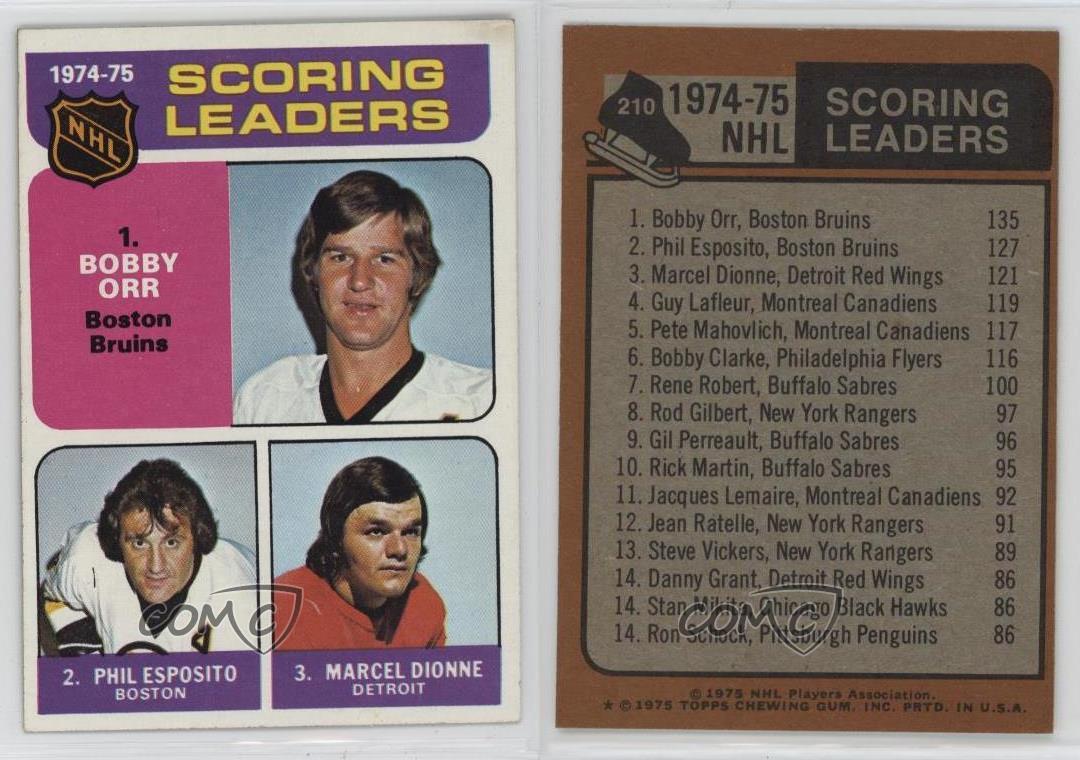 1974-75
SCORING
LEADERS
NHL
1.
BOBBY
ORR
Boston
Bruins
2. PHIL ESPOSITO
BOSTON
3. MARCEL DIONNE
DETROIT
COMC
210
1974-75
NHL
SCORING
LEADERS
1. Bobby Orr, Boston Bruins 135
2. Phil Esposito, Boston Bruins 127
3. Marcel Dionne, Detroit Red Wings 121
4. Guy Lafleur, Montreal Canadiens 119
5. Pete Mahovlich, Montreal Canadiens 117
6. Bobby Clarke, Philadelphia Flyers 116
7. Rene Robert, Buffalo Sabres 100
8. Rod Gilbert, New York Rangers 97
9. Gil Perreault, Buffalo Sabres 96
10. Rick Martin, Buffalo Sabres 95
11. Jacques Lemaire, Montreal Canadiens 92
12. Jean Ratelle, New York Rangers 91
13. Steve Vickers, New York Rangers 89
14. Danny Grant, Detroit Red Wings 86
14. Stan Mikita, Chicago Black Hawks 86
14. Ron Schock, Pittsburgh Penguins 86
COMC
© 1975 NHL Players Association.
★ © 1975 TOPPS CHEWING GUM, INC. PRTD. IN U.S.A.